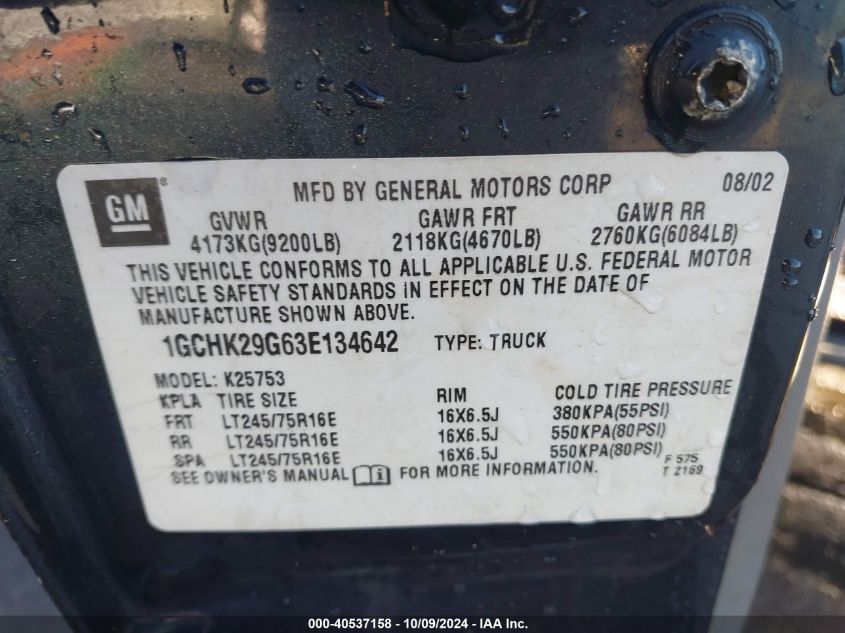 GM ®
MFD BY GENERAL MOTORS CORP 08/02
GVWR GAWR FRT GAWR RR
4173KG(9200LB) 2118KG(4670LB) 2760KG(6084LB)
THIS VEHICLE CONFORMS TO ALL APPLICABLE U.S. FEDERAL MOTOR
VEHICLE SAFETY STANDARDS IN EFFECT ON THE DATE OF
MANUFACTURE SHOWN ABOVE.
1GCHK29G63E134642 TYPE: TRUCK
MODEL: K25753
KPLA TIRE SIZE RIM COLD TIRE PRESSURE
FRT LT245/75R16E 16X6.5J 380KPA(55PSI)
RR LT245/75R16E 16X6.5J 550KPA(80PSI)
SPA LT245/75R16E 16X6.5J 550KPA(80PSI)
SEE OWNER'S MANUAL FOR MORE INFORMATION.
F 575
T 2169
000-40537158 - 10/09/2024 - IAA Inc.